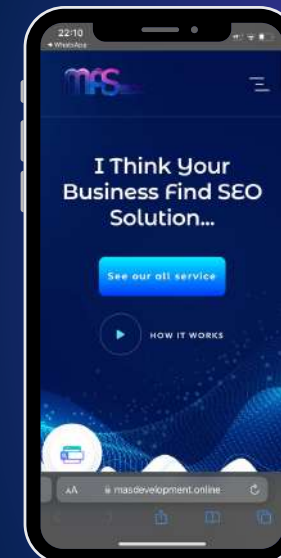 22:10
WhatsApp
MAS
I Think Your
Business Find SEO
Solution...
See our all service
HOW IT WORKS
AA
masdevelopment.online